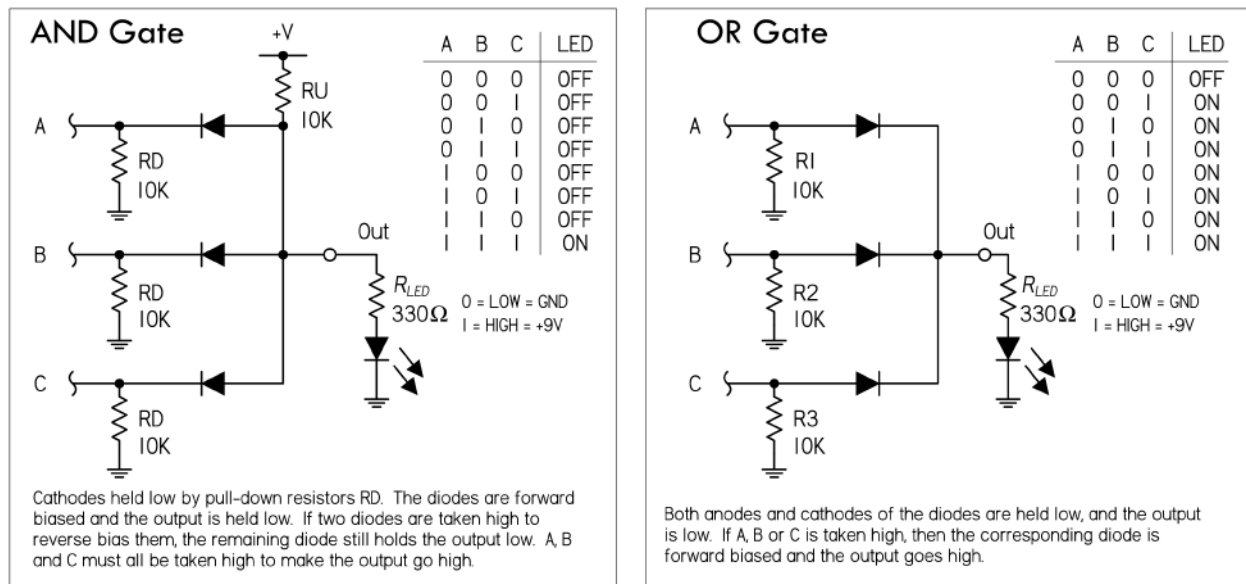 AND Gate
+V
RU
10K
A
RD
10K
B
RD
10K
C
RD
10K
Out
RLED
330Ω
A B C LED
0 0 0 OFF
0 0 1 OFF
0 1 0 OFF
0 1 1 OFF
1 0 0 OFF
1 0 1 OFF
1 1 0 OFF
1 1 1 ON
0 = LOW = GND
1 = HIGH = +9V
Cathodes held low by pull-down resistors RD. The diodes are forward
biased and the output is held low. If two diodes are taken high to
reverse bias them, the remaining diode still holds the output low. A, B
and C must all be taken high to make the output go high.
OR Gate
A
R1
10K
B
R2
10K
C
R3
10K
Out
RLED
330Ω
A B C LED
0 0 0 OFF
0 0 1 ON
0 1 0 ON
0 1 1 ON
1 0 0 ON
1 0 1 ON
1 1 0 ON
1 1 1 ON
0 = LOW = GND
1 = HIGH = +9V
Both anodes and cathodes of the diodes are held low, and the output
is low. If A, B or C is taken high, then the corresponding diode is
forward biased and the output goes high.